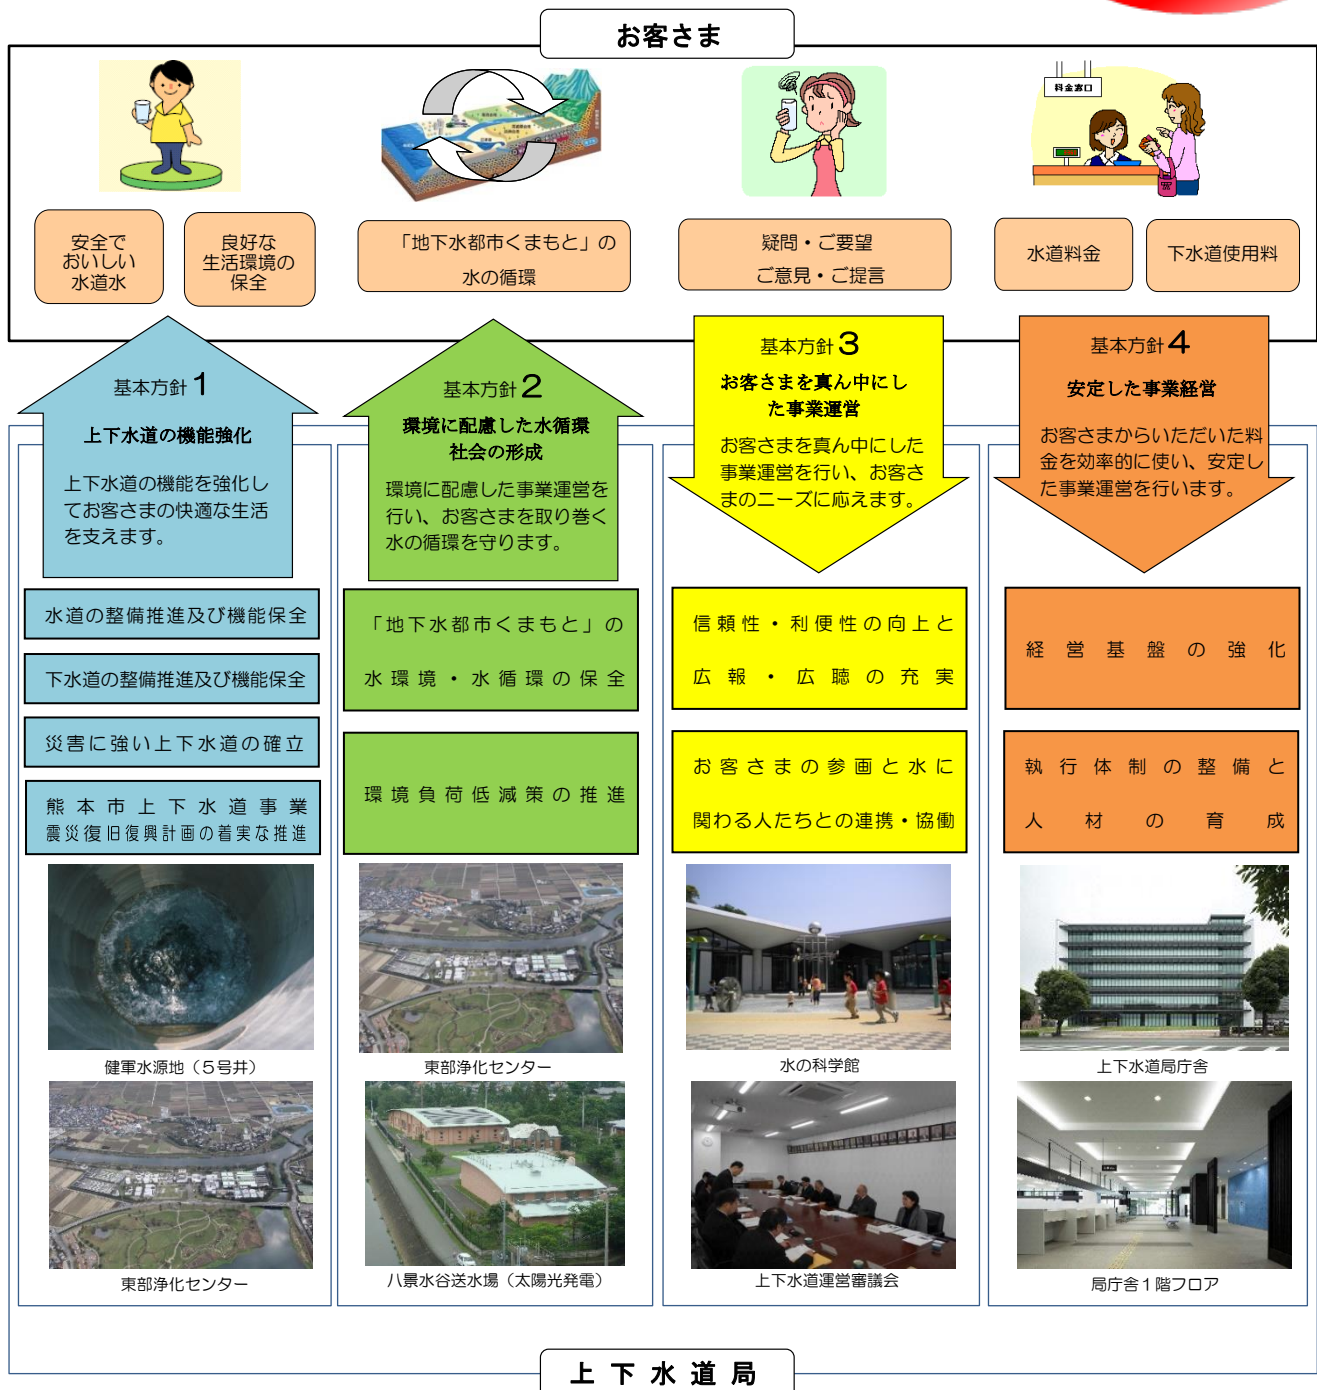 お客さま
料金窓口
安全で
おいしい
水道水
良好な
生活環境の
保全
「地下水都市くまもと」の
水の循環
疑問・ご要望
ご意見・ご提言
水道料金
下水道使用料
基本方針1
上下水道の機能強化
上下水道の機能を強化し
てお客さまの快適な生活
を支えます。
水道の整備推進及び機能保全
下水道の整備推進及び機能保全
災害に強い上下水道の確立
熊本市上下水道事業
震災復旧復興計画の着実な推進
健軍水源地（5号井）
東部浄化センター
基本方針2
環境に配慮した水循環
社会の形成
環境に配慮した事業運営を
行い、お客さまを取り巻く
水の循環を守ります。
「地下水都市くまもと」の
水環境・水循環の保全
環境負荷低減策の推進
東部浄化センター
八景水谷送水場（太陽光発電）
基本方針3
お客さまを真ん中にし
た事業運営
お客さまを真ん中にした
事業運営を行い、お客さ
まのニーズに応えます。
信頼性・利便性の向上と
広報・広聴の充実
お客さまの参画と水に
関わる人たちとの連携・協働
水の科学館
上下水道運営審議会
基本方針4
安定した事業経営
お客さまからいただいた料
金を効率的に使い、安定し
た事業運営を行います。
経営基盤の強化
執行体制の整備と
人材の育成
上下水道局庁舎
局庁舎1階フロア
上下水道局